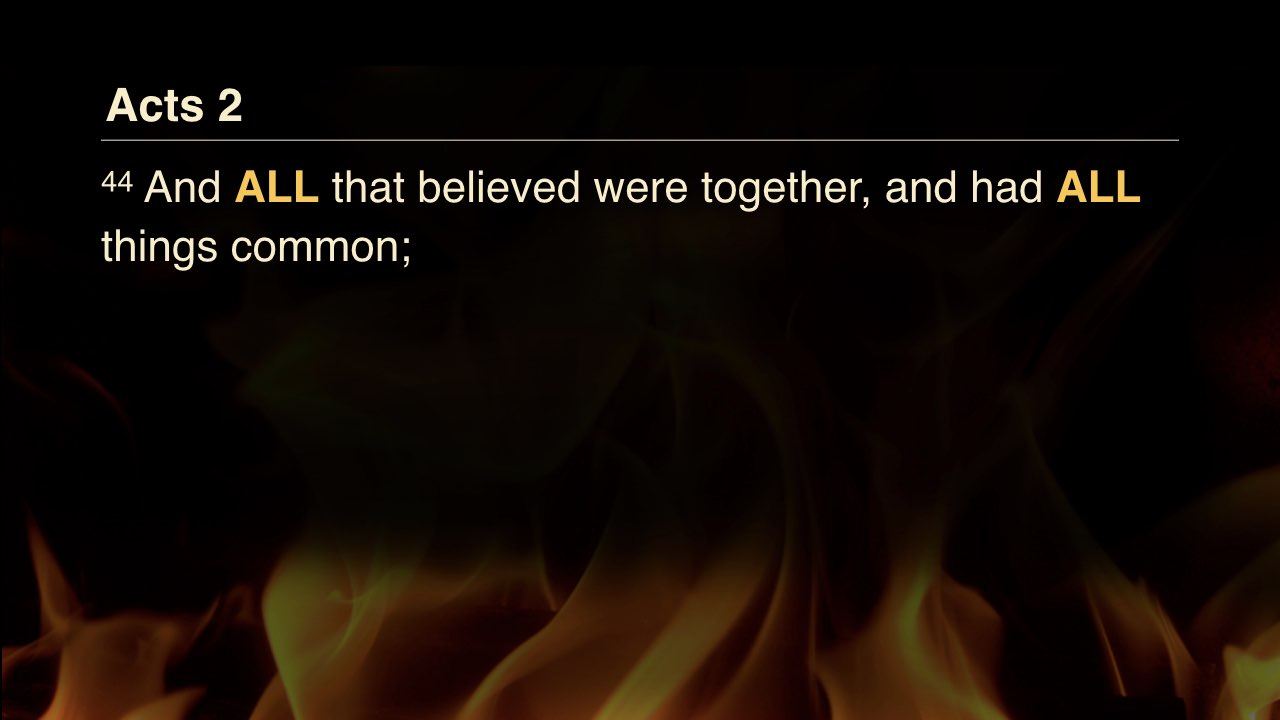 Acts 2
44 And ALL that believed were together, and had ALL
things common;